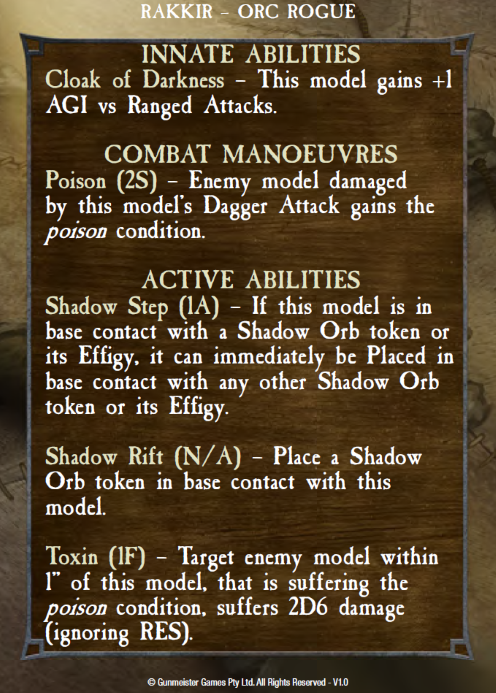 RAKKIR – ORC ROGUE
INNATE ABILITIES
Cloak of Darkness – This model gains +1
AGI vs Ranged Attacks.
COMBAT MANOEUVRES
Poison (2S) – Enemy model damaged
by this model's Dagger Attack gains the
poison condition.
ACTIVE ABILITIES
Shadow Step (1A) – If this model is in
base contact with a Shadow Orb token or
its Effigy, it can immediately be Placed in
base contact with any other Shadow Orb
token or its Effigy.
Shadow Rift (N/A) – Place a Shadow
Orb token in base contact with this
model.
Toxin (1F) – Target enemy model within
1" of this model, that is suffering the
poison condition, suffers 2D6 damage
(ignoring RES).
© Gunmeister Games Pty Ltd. All Rights Reserved - V1.0